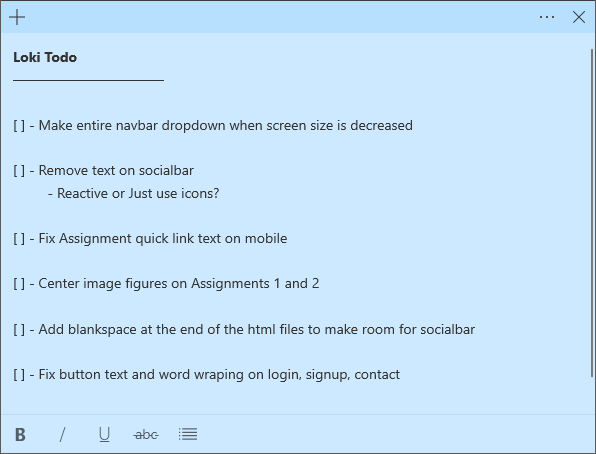 Loki Todo
[ ] - Make entire navbar dropdown when screen size is decreased
[ ] - Remove text on socialbar
- Reactive or Just use icons?
[ ] - Fix Assignment quick link text on mobile
[ ] - Center image figures on Assignments 1 and 2
[ ] - Add blankspace at the end of the html files to make room for socialbar
[ ] - Fix button text and word wraping on login, signup, contact
B / U abc